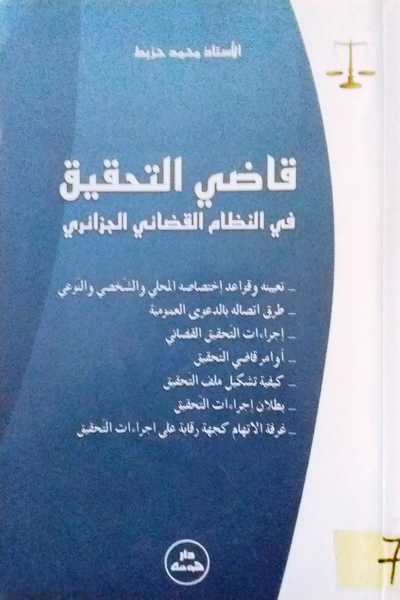 الأستاذ محمد حزيط
قاضي التحقيق
في النظام القضائي الجزائري
_ تعيينه وقواعد إختصاصه المحلي والشخصي والنوعي
_ طرق اتصاله بالدعوى العمومية
_ إجراءات التحقيق القضائي
_ أوامر قاضي التحقيق
_ كيفية تشكيل ملف التحقيق
_ بطلان إجراءات التحقيق
_ غرفة الاتهام كجهة رقابة على إجراءات التحقيق
دار
هومه
7